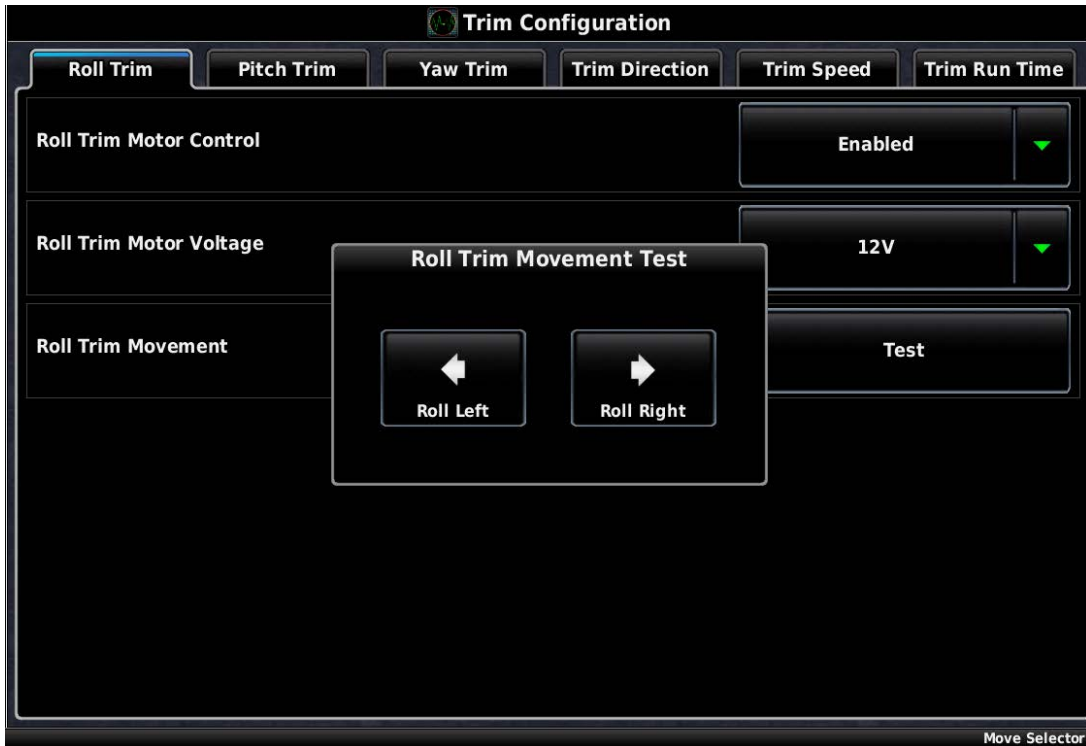 Trim Configuration
Roll Trim
Pitch Trim
Yaw Trim
Trim Direction
Trim Speed
Trim Run Time
Roll Trim Motor Control
Enabled
Roll Trim Motor Voltage
12V
Roll Trim Movement Test
Roll Trim Movement
Test
Roll Left
Roll Right
Move Selector